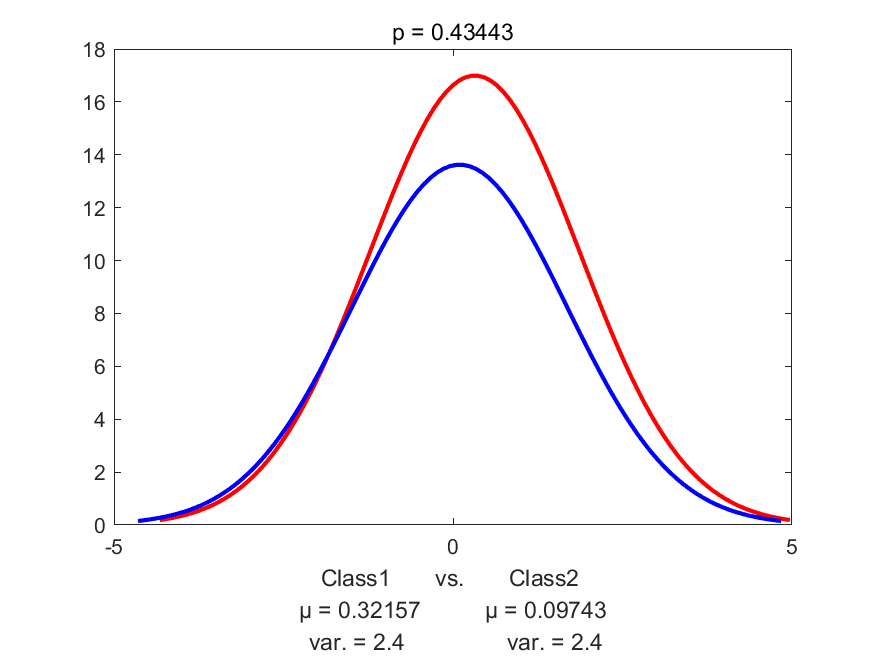 p = 0.43443
18
16
14
12
10
8
6
4
2
0
-5 0 5
Class1 vs. Class2
μ = 0.32157 μ = 0.09743
var. = 2.4 var. = 2.4